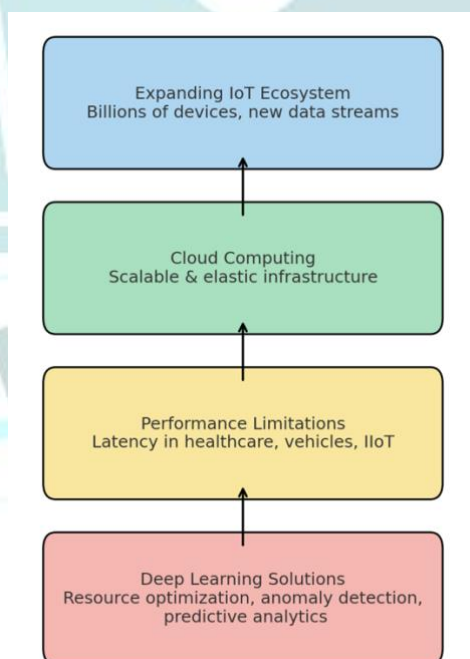 Expanding IoT Ecosystem
Billions of devices, new data streams
Cloud Computing
Scalable & elastic infrastructure
Performance Limitations
Latency in healthcare, vehicles, IIoT
Deep Learning Solutions
Resource optimization, anomaly detection,
predictive analytics